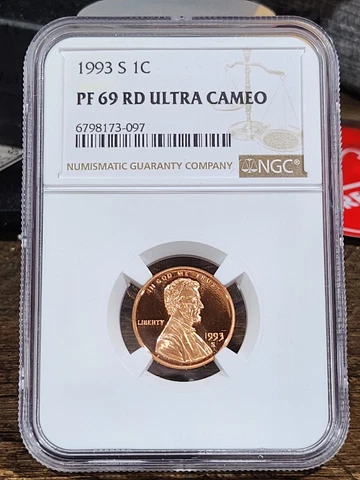 1993 S 1C
PF 69 RD ULTRA CAMEO
6798173-097
NUMISMATIC GUARANTY COMPANY
NGC®
IN GOD WE TRUST
LIBERTY
1993
S